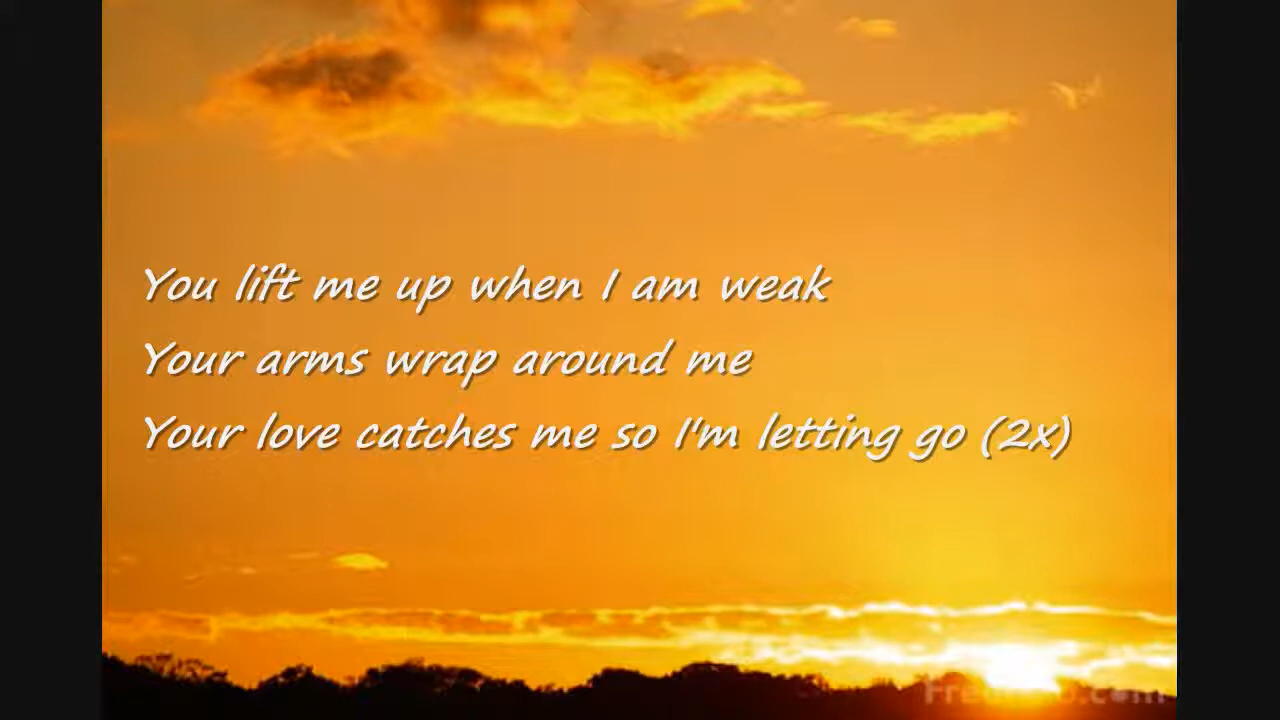 You lift me up when I am weak
Your arms wrap around me
Your love catches me so I'm letting go (2x)